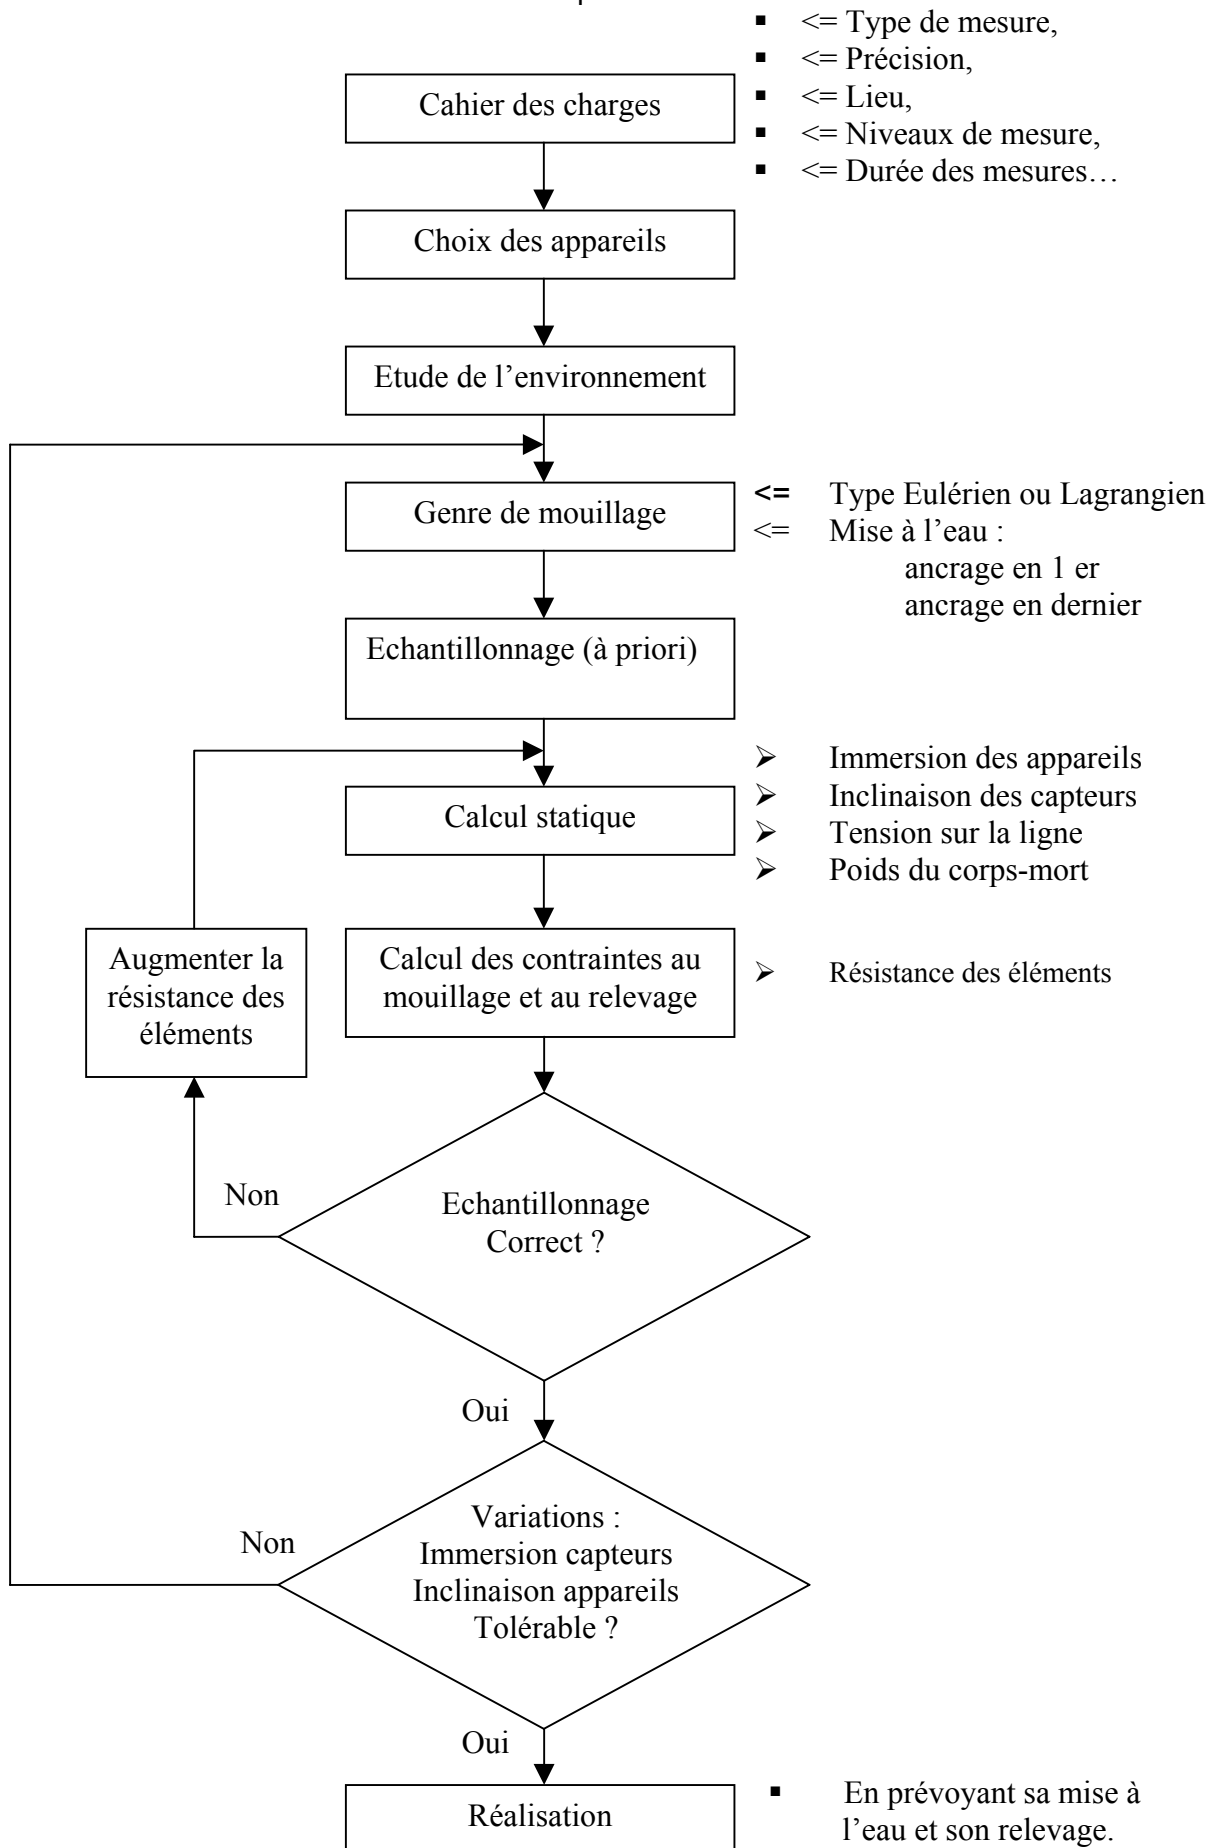 ▪ <= Type de mesure,
▪ <= Précision,
Cahier des charges
▪ <= Lieu,
▪ <= Niveaux de mesure,
▪ <= Durée des mesures…
Choix des appareils
Etude de l’environnement
Genre de mouillage
<= Type Eulérien ou Lagrangien
<= Mise à l’eau :
ancrage en 1 er
ancrage en dernier
Echantillonnage (à priori)
➢ Immersion des appareils
➢ Inclinaison des capteurs
Calcul statique
➢ Tension sur la ligne
➢ Poids du corps-mort
Augmenter la
résistance des
éléments
Calcul des contraintes au
mouillage et au relevage
➢ Résistance des éléments
Non
Echantillonnage
Correct ?
Oui
Non
Variations :
Immersion capteurs
Inclinaison appareils
Tolérable ?
Oui
Réalisation
▪ En prévoyant sa mise à
l’eau et son relevage.